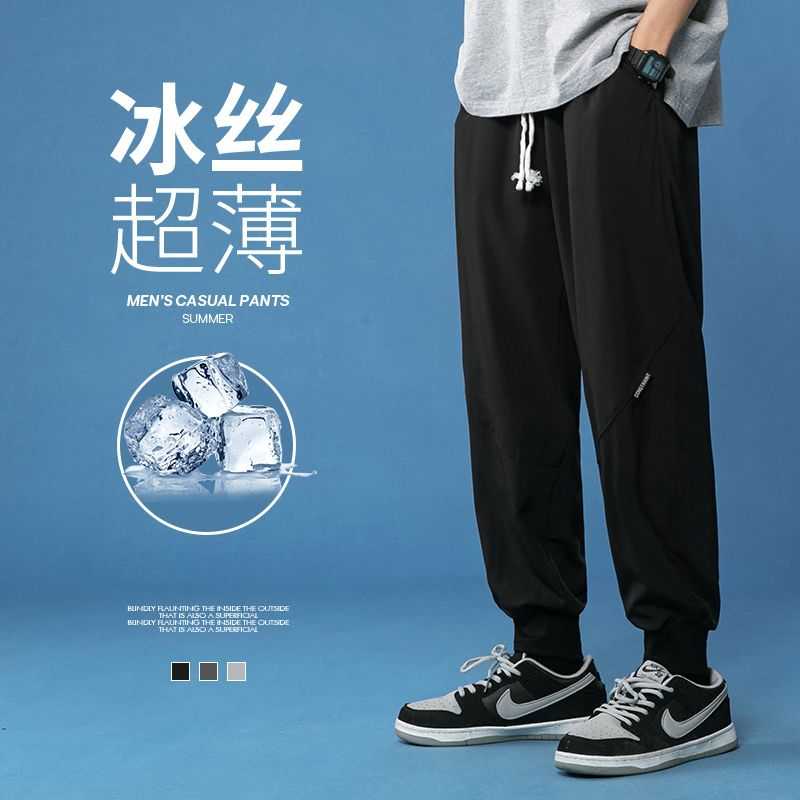 冰丝
超薄
MEN'S CASUAL PANTS
SUMMER
BLINDLY FLAUNTING THE INSIDE THE OUTSIDE
THAT IS ALSO A SUPERFICIAL
BLINDLY FLAUNTING THE INSIDE THE OUTSIDE
THAT IS ALSO A SUPERFICIAL
CONSTRAINT